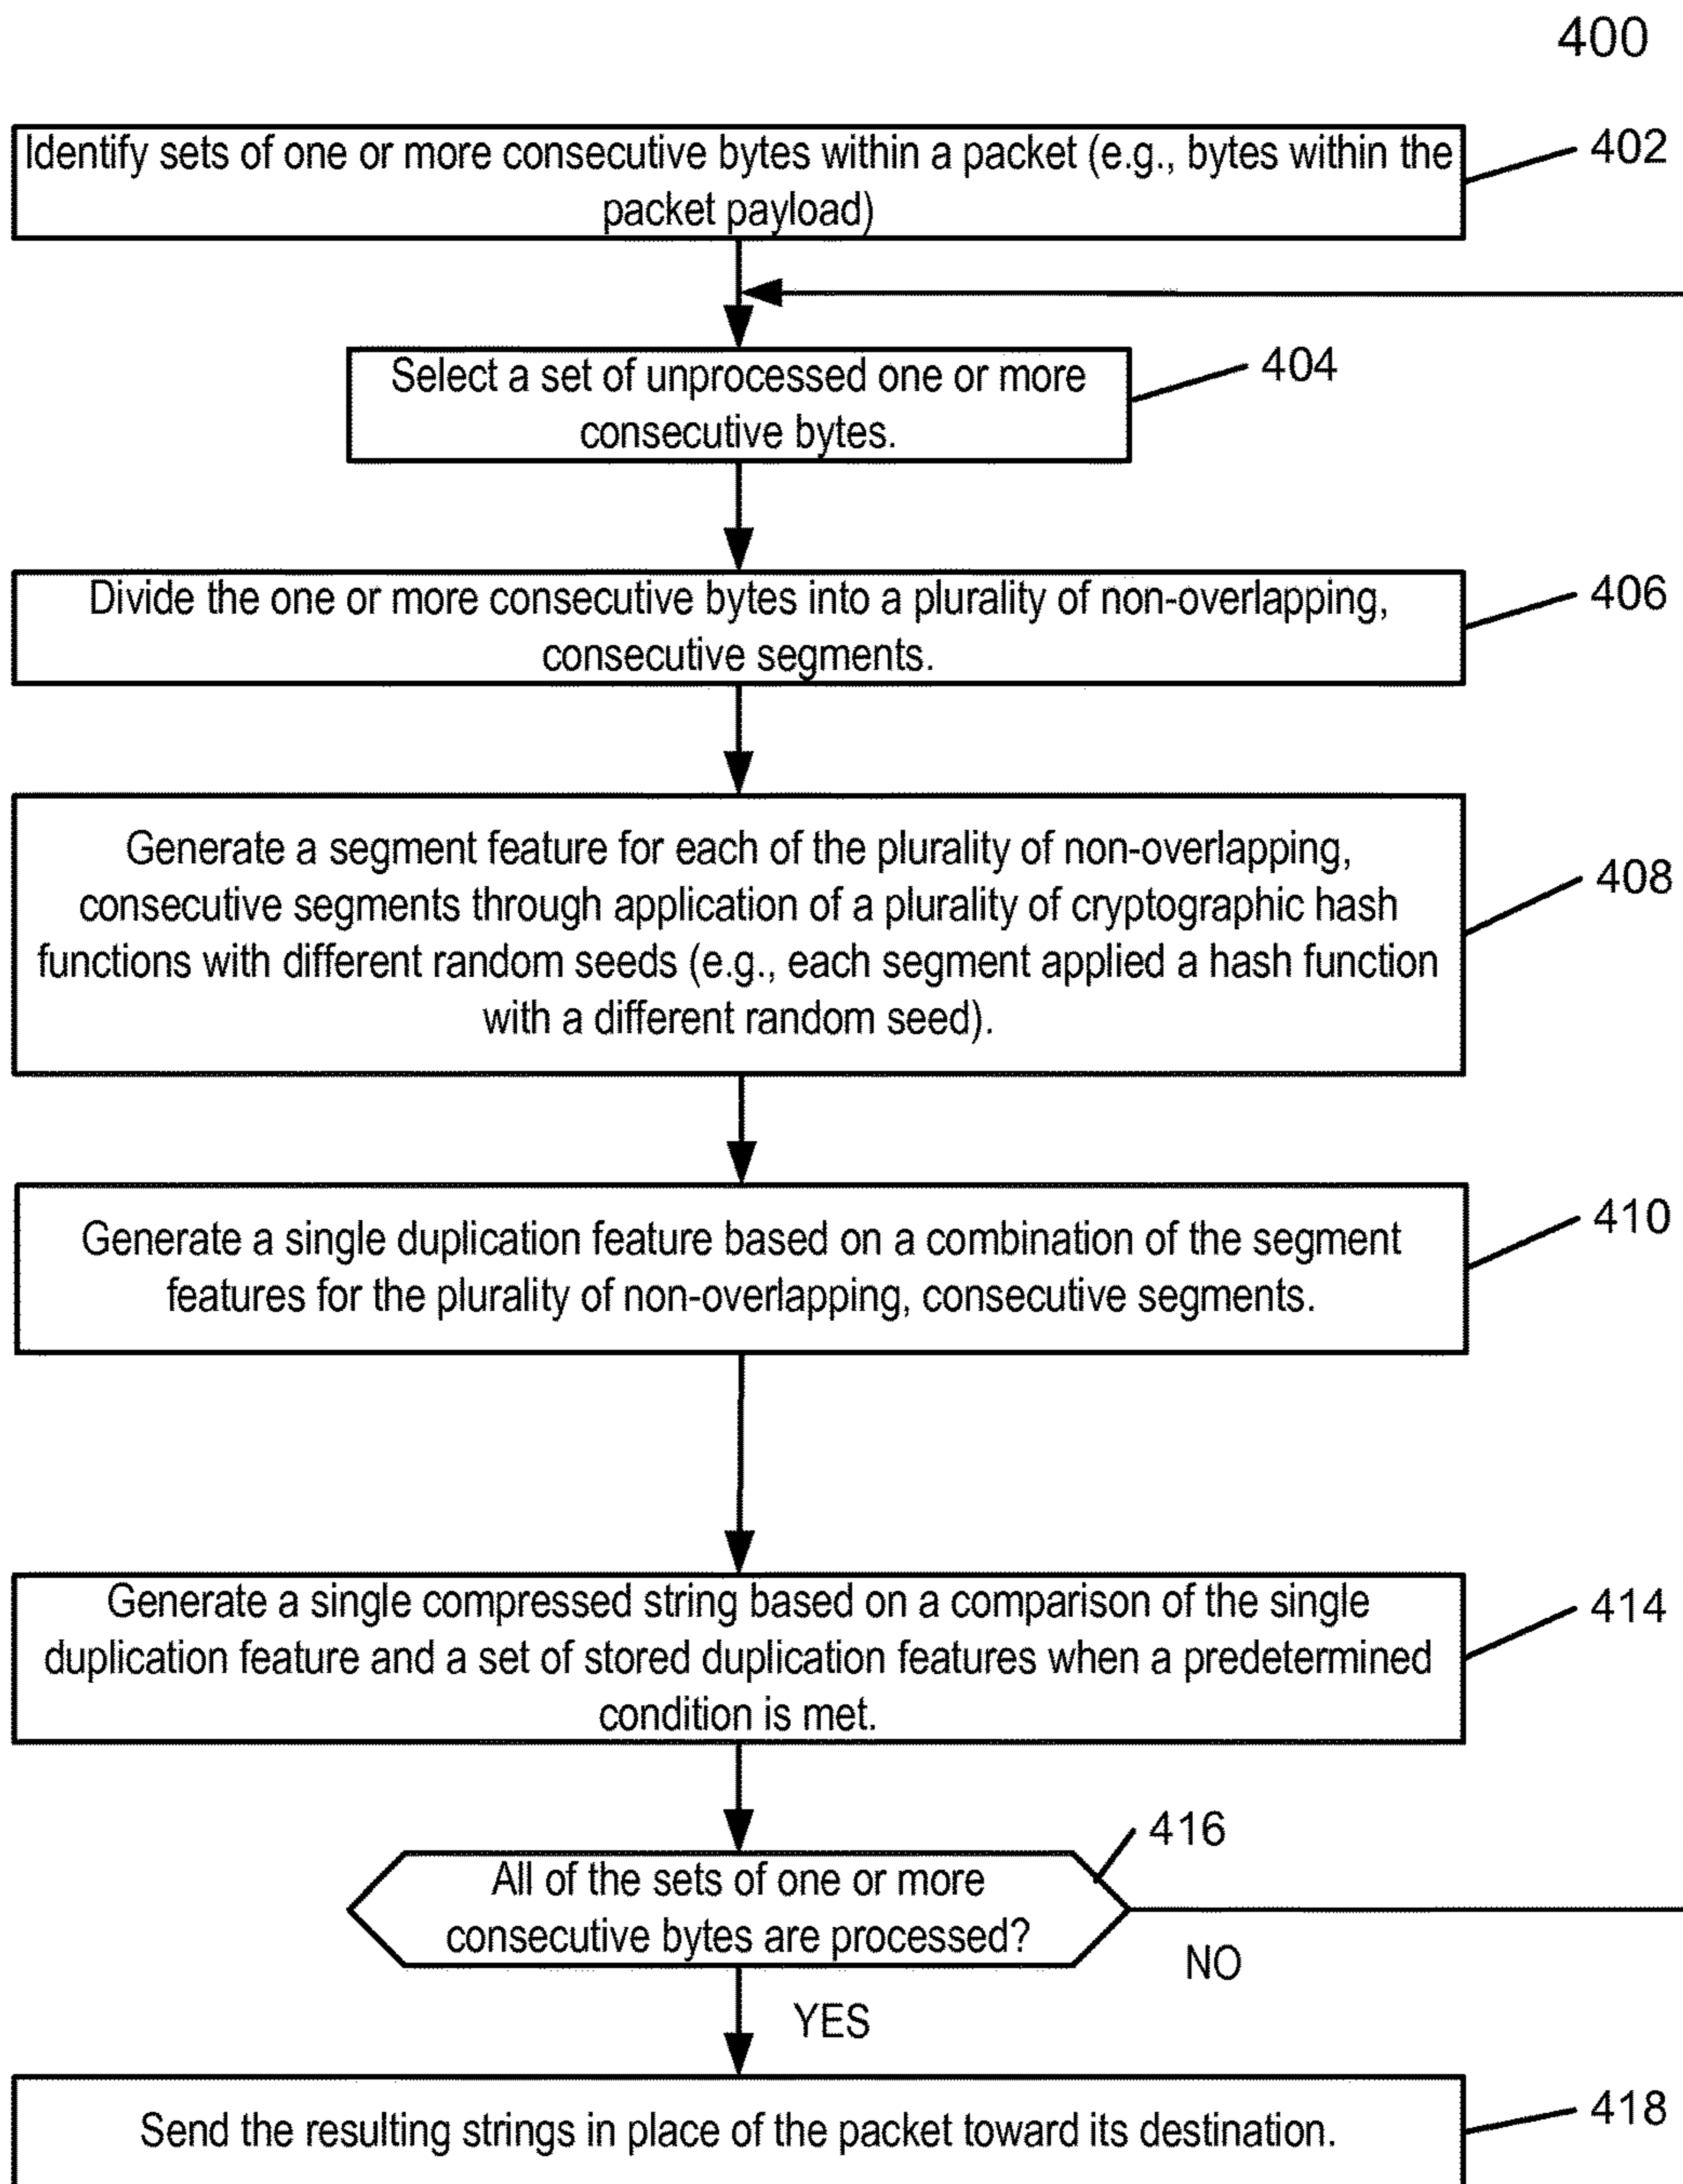 400
Identify sets of one or more consecutive bytes within a packet (e.g., bytes within the
packet payload)
402
Select a set of unprocessed one or more
consecutive bytes.
404
Divide the one or more consecutive bytes into a plurality of non-overlapping,
consecutive segments.
406
Generate a segment feature for each of the plurality of non-overlapping,
consecutive segments through application of a plurality of cryptographic hash
functions with different random seeds (e.g., each segment applied a hash function
with a different random seed).
408
Generate a single duplication feature based on a combination of the segment
features for the plurality of non-overlapping, consecutive segments.
410
Generate a single compressed string based on a comparison of the single
duplication feature and a set of stored duplication features when a predetermined
condition is met.
414
All of the sets of one or more
consecutive bytes are processed?
416
NO
YES
Send the resulting strings in place of the packet toward its destination.
418